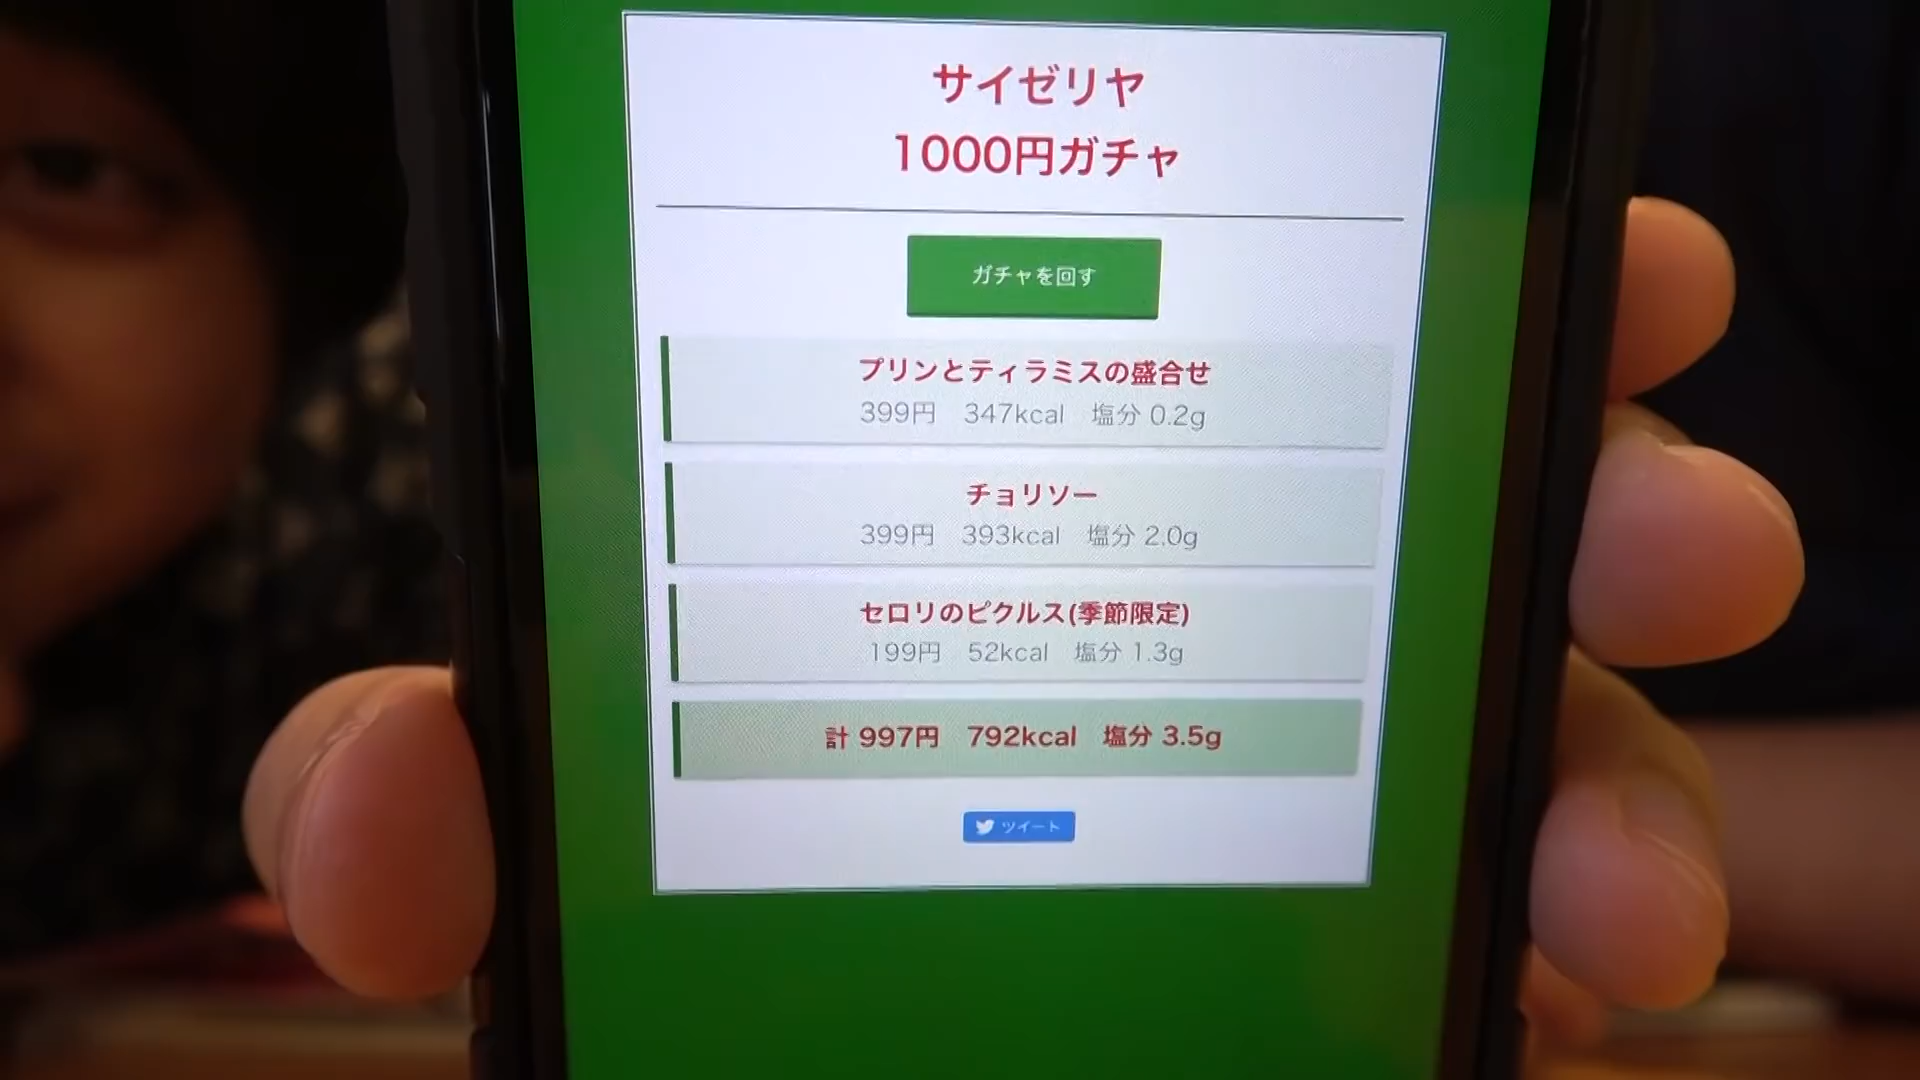 サイゼリヤ
1000円ガチャ
ガチャを回す
プリンとティラミスの盛合せ
399円 347kcal 塩分 0.2g
チョリソー
399円 393kcal 塩分 2.0g
セロリのピクルス(季節限定)
199円 52kcal 塩分 1.3g
計 997円 792kcal 塩分 3.5g
ツイート